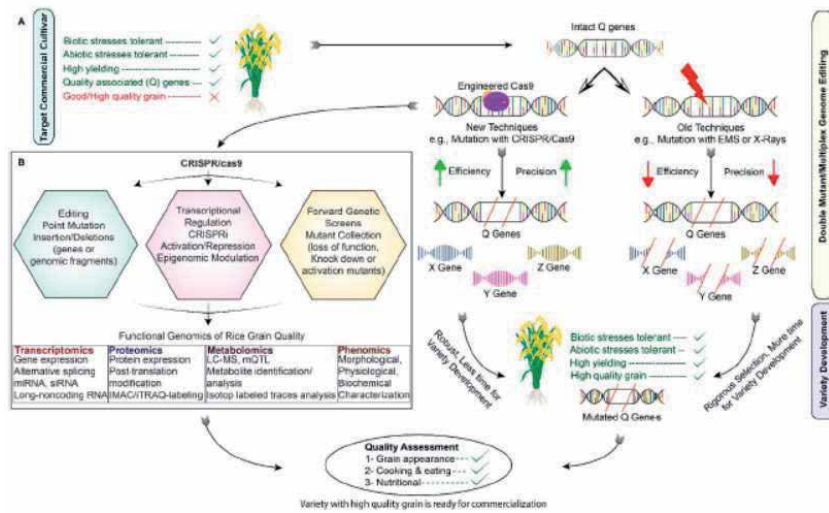 A
Target Commercial Cultivar
Biotic stresses tolerant
Abiotic stresses tolerant
High yielding
Quality associated (Q) genes
Good/High quality grain
Intact Q genes
Engineered Cas9
New Techniques
e.g., Mutation with CRISPR/Cas9
Old Techniques
e.g., Mutation with EMS or X-Rays
Efficiency
Precision
Efficiency
Precision
Q Genes
Q Genes
X Gene
Z Gene
Y Gene
X Gene
Z Gene
Y Gene
Double Mutant/Multiplex Genome Editing
B
CRISPR/cas9
Editing
Point Mutation
Insertion/Deletions
(genes or
genomic fragments)
Transcriptional
Regulation
CRISPRi
Activation/Repression
Epigenomic Modulation
Forward Genetic
Screens
Mutant Collection
(loss of function,
Knock down or
activation mutants)
Functional Genomics of Rice Grain Quality
Transcriptomics
Gene expression
Alternative splicing
miRNA, siRNA
Long-noncoding RNA
Proteomics
Protein expression
Post-translation
modification
IMAC/iTRAQ-labeling
Metabolomics
LC-MS, mQTL
Metabolite identification/
analysis
Isotop labeled traces analysis
Phenomics
Morphological,
Physiological,
Biochemical
Characterization
Robust, Less time for
Variety Development
Biotic stresses tolerant
Abiotic stresses tolerant
High yielding
High quality grain
Mutated Q Genes
Rigorous Selection, More time
for Variety Development
Variety Development
Quality Assessment
1- Grain appearance
2- Cooking & eating
3- Nutritional
Variety with high quality grain is ready for commercialization